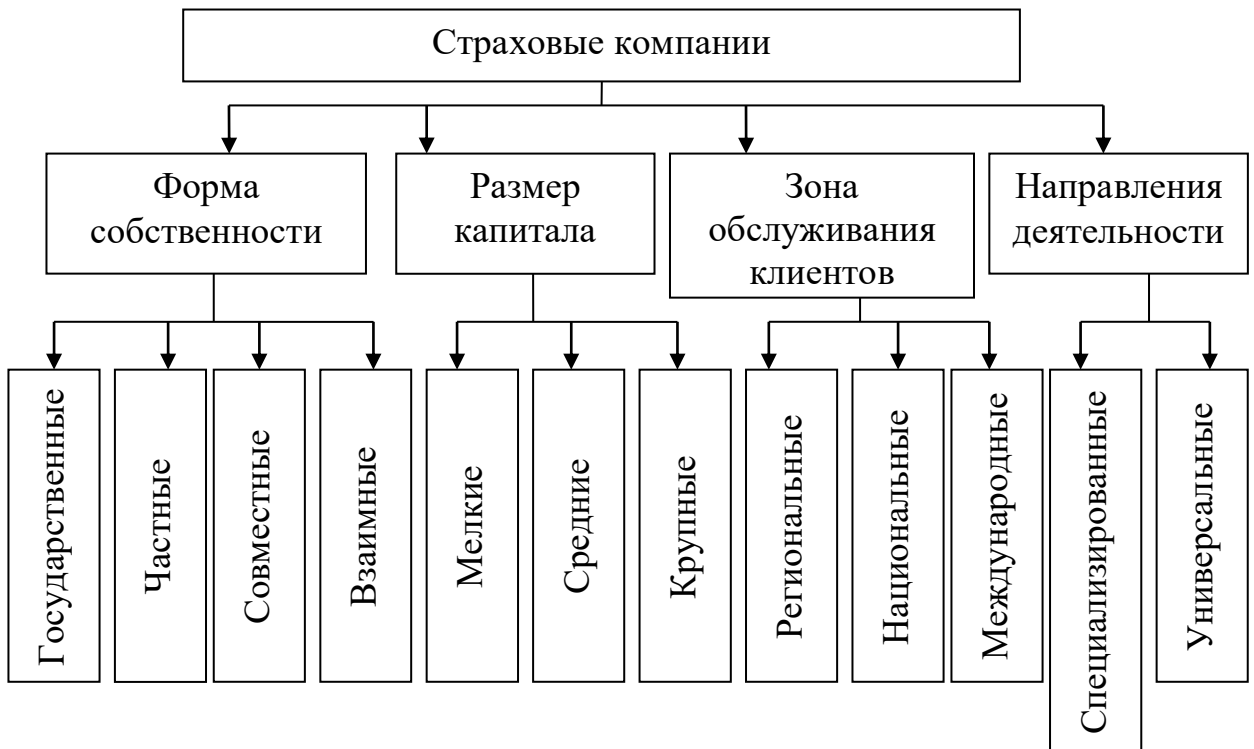 Страховые компании
Форма
собственности
Размер
капитала
Зона
обслуживания
клиентов
Направления
деятельности
Государственные
Частные
Совместные
Взаимные
Мелкие
Средние
Крупные
Региональные
Национальные
Международные
Специализированные
Универсальные